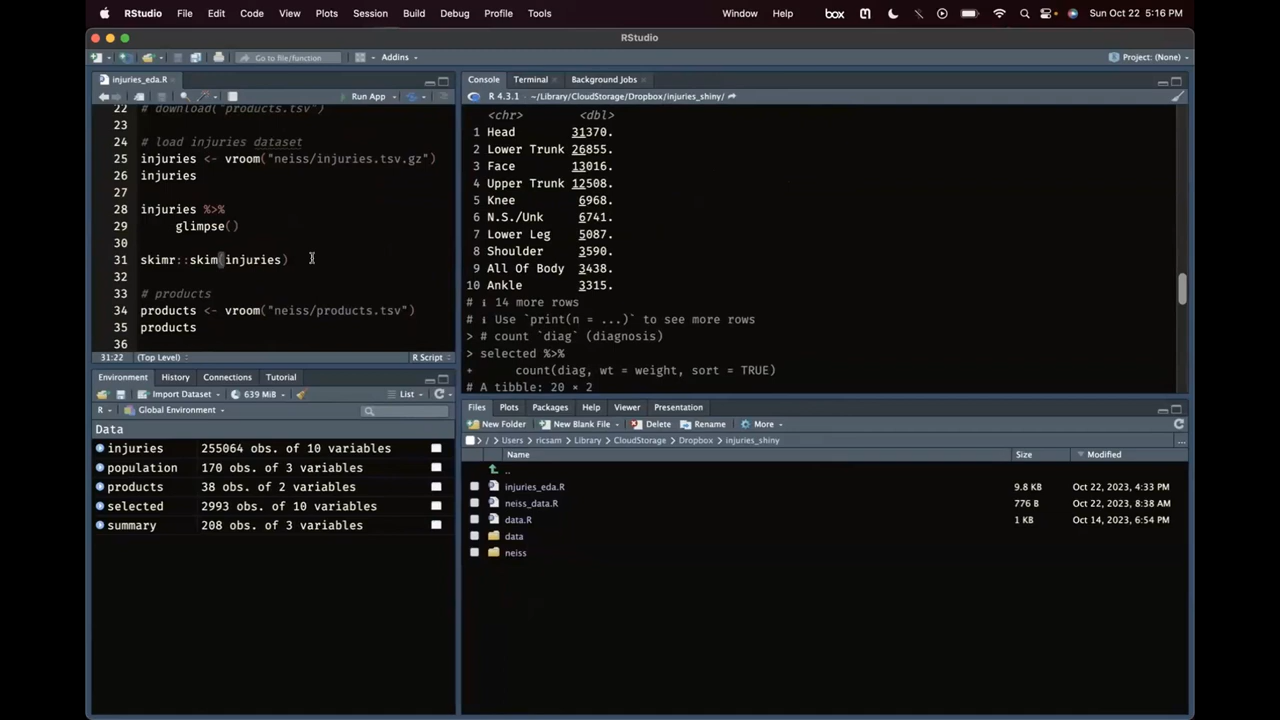 RStudio File Edit Code View Plots Session Build Debug Profile Tools Window Help box Sun Oct 22 5:16 PM
RStudio
Go to file/function Addins Project: (None)
injuries_eda.R
Run App
22 # download("products.tsv")
23
24 # load injuries dataset
25 injuries <- vroom("neiss/injuries.tsv.gz")
26 injuries
27
28 injuries %>%
29 glimpse()
30
31 skimr::skim(injuries)
32
33 # products
34 products <- vroom("neiss/products.tsv")
35 products
36
31:22 (Top Level) R Script
Environment History Connections Tutorial
Import Dataset 639 MiB List
R Global Environment
Data
injuries 255064 obs. of 10 variables
population 170 obs. of 3 variables
products 38 obs. of 2 variables
selected 2993 obs. of 10 variables
summary 208 obs. of 3 variables
Console Terminal Background Jobs
R 4.3.1 · ~/Library/CloudStorage/Dropbox/injuries_shiny/
<chr> <dbl>
1 Head 31370.
2 Lower Trunk 26855.
3 Face 13016.
4 Upper Trunk 12508.
5 Knee 6968.
6 N.S./Unk 6741.
7 Lower Leg 5087.
8 Shoulder 3590.
9 All Of Body 3438.
10 Ankle 3315.
# ℹ 14 more rows
# ℹ Use `print(n = ...)` to see more rows
> # count `diag` (diagnosis)
> selected %>%
+ count(diag, wt = weight, sort = TRUE)
# A tibble: 20 × 2
Files Plots Packages Help Viewer Presentation
New Folder New Blank File Delete Rename More
/ Users ricsam Library CloudStorage Dropbox injuries_shiny ...
Name Size Modified
..
injuries_eda.R 9.8 KB Oct 22, 2023, 4:33 PM
neiss_data.R 776 B Oct 22, 2023, 8:38 AM
data.R 1 KB Oct 14, 2023, 6:54 PM
data
neiss